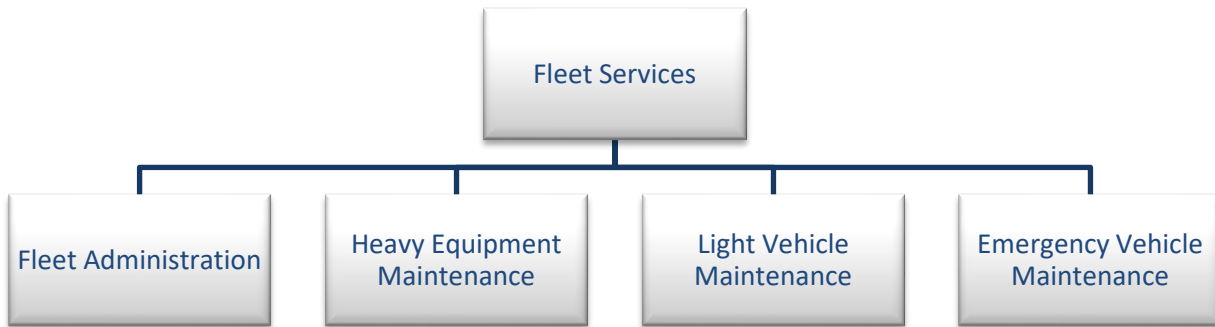 Fleet Services
Fleet Administration
Heavy Equipment
Maintenance
Light Vehicle
Maintenance
Emergency Vehicle
Maintenance